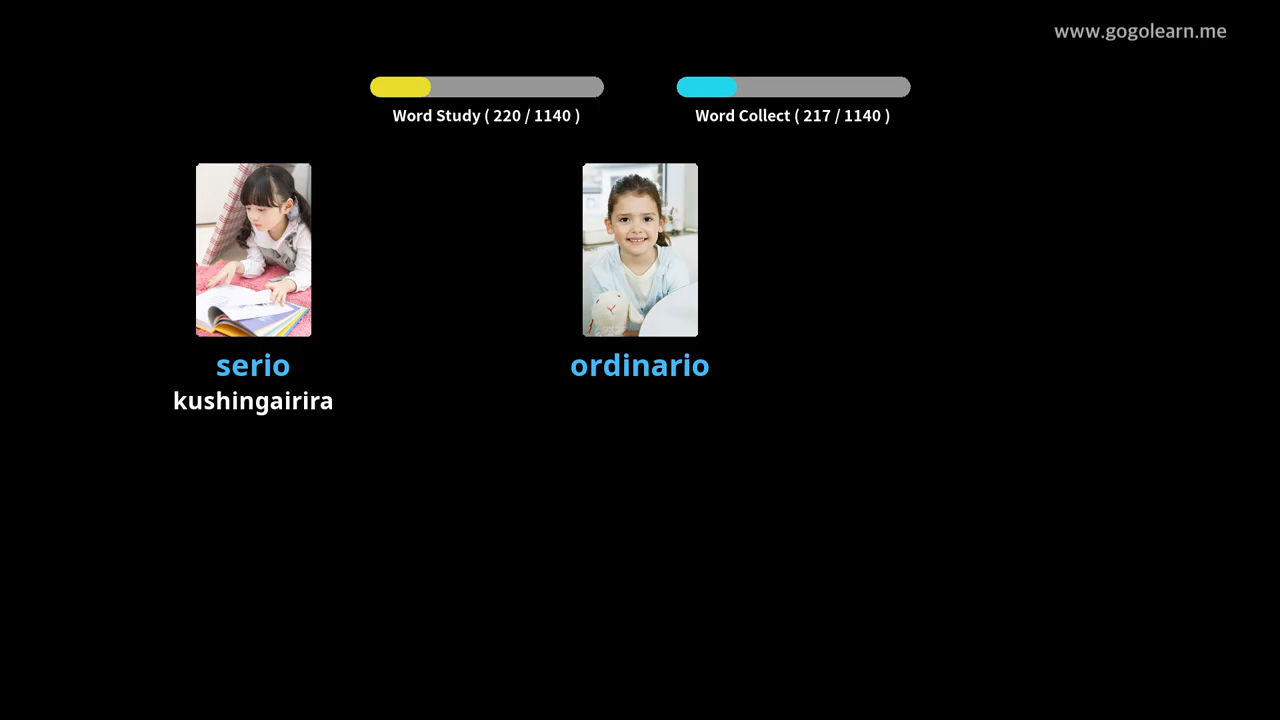 www.gogolearn.me
Word Study ( 220 / 1140 )
Word Collect ( 217 / 1140 )
serio
ordinario
kushingairira